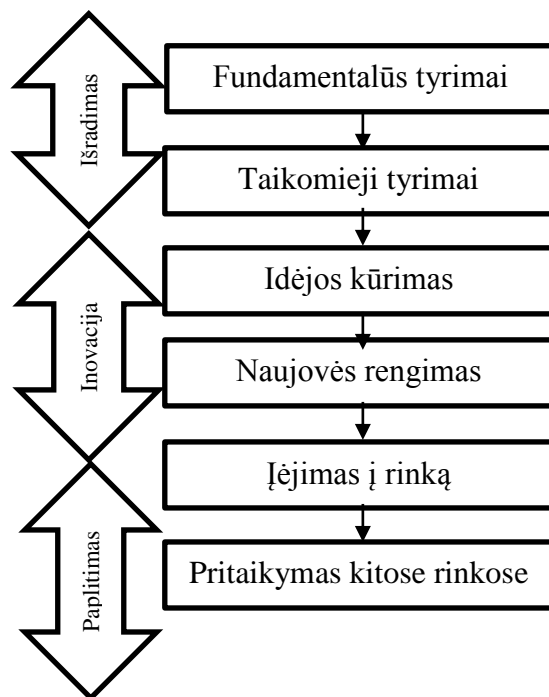 Išradimas
Fundamentalūs tyrimai
Taikomieji tyrimai
Inovacija
Idėjos kūrimas
Naujovės rengimas
Paplitimas
Įėjimas į rinką
Pritaikymas kitose rinkose